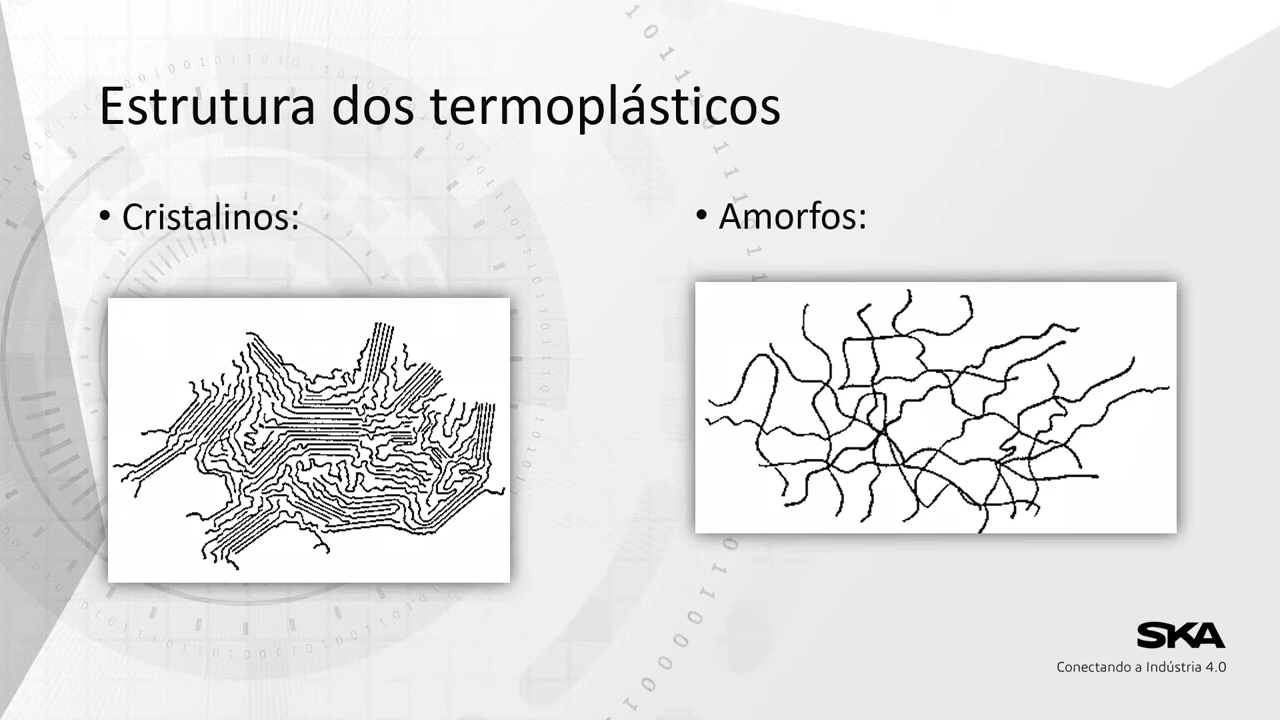 Estrutura dos termoplásticos
• Cristalinos:
• Amorfos:
SKA
Conectando a Indústria 4.0